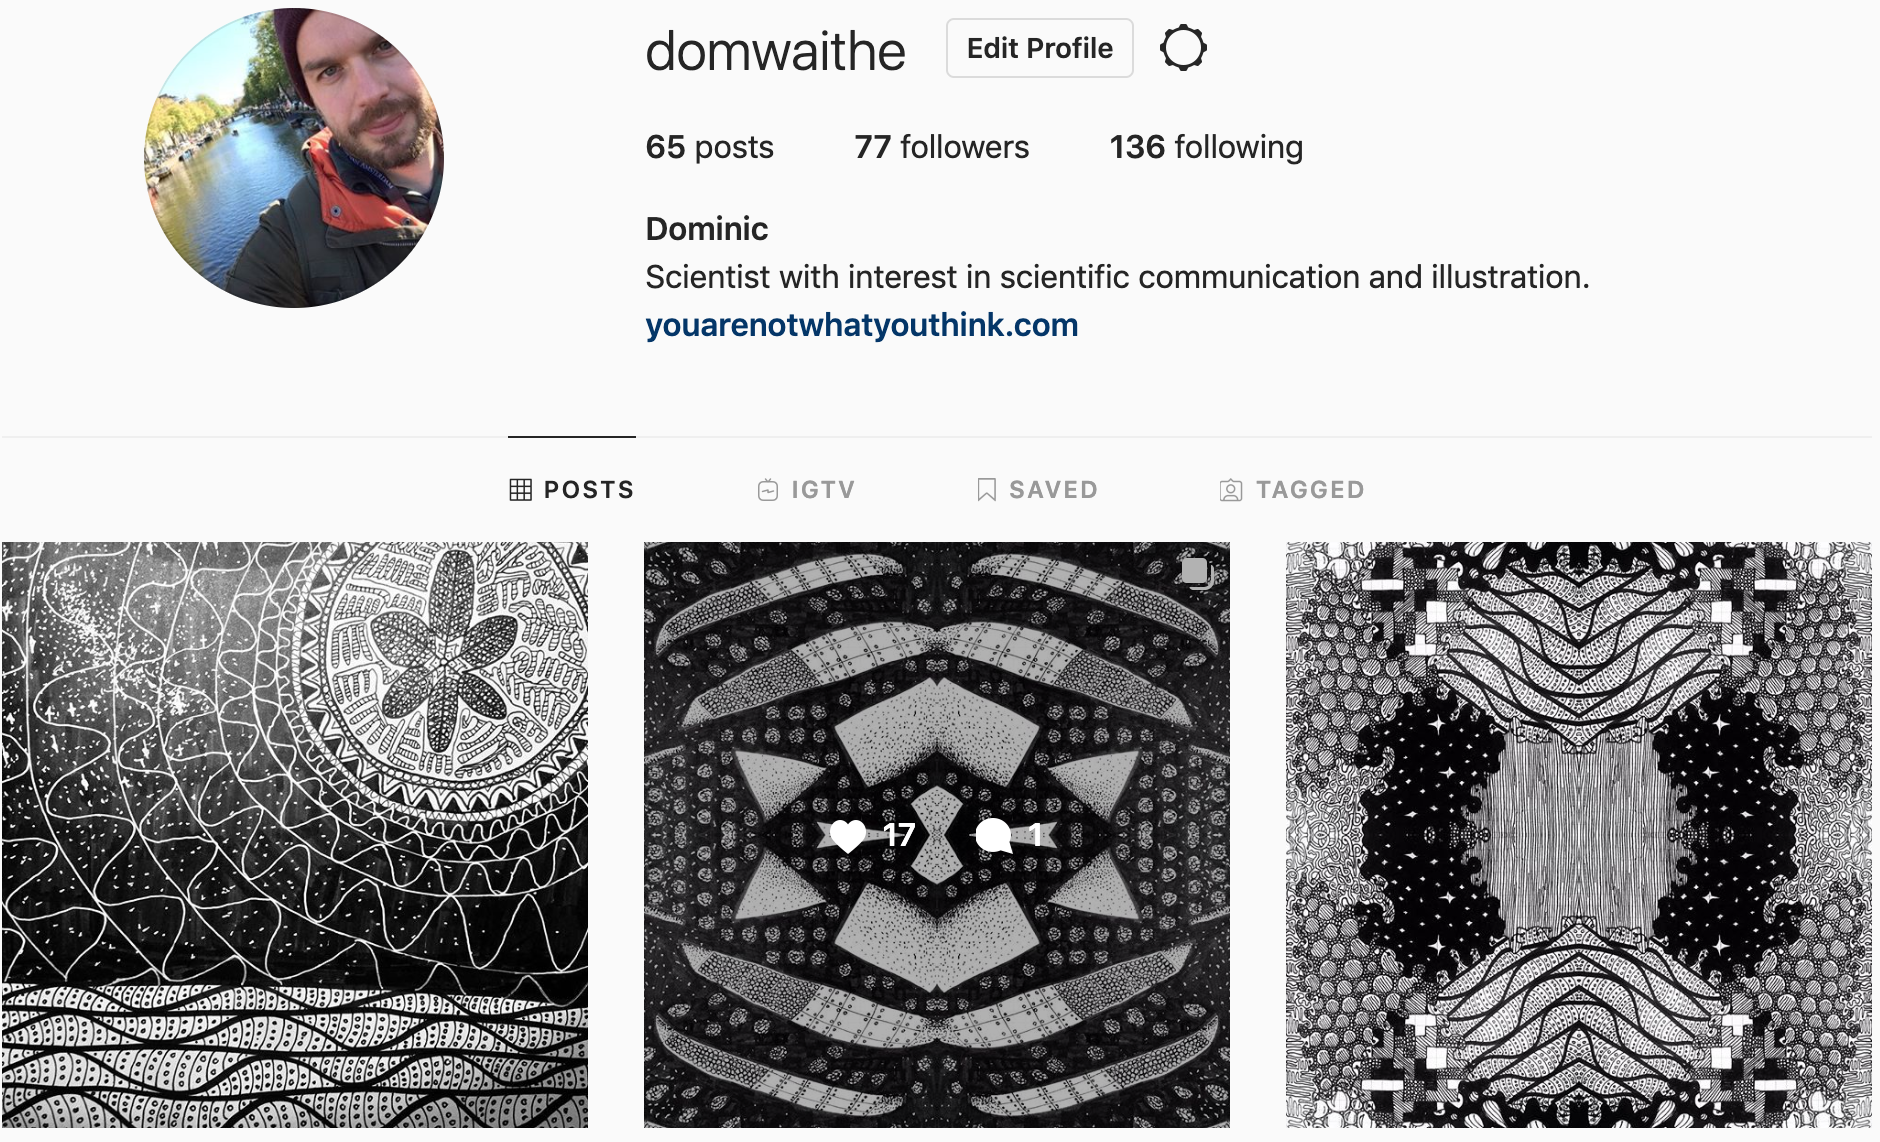 domwaithe Edit Profile
65 posts 77 followers 136 following
Dominic
Scientist with interest in scientific communication and illustration.
youarenotwhatyouthink.com
POSTS IGTV SAVED TAGGED
17 1